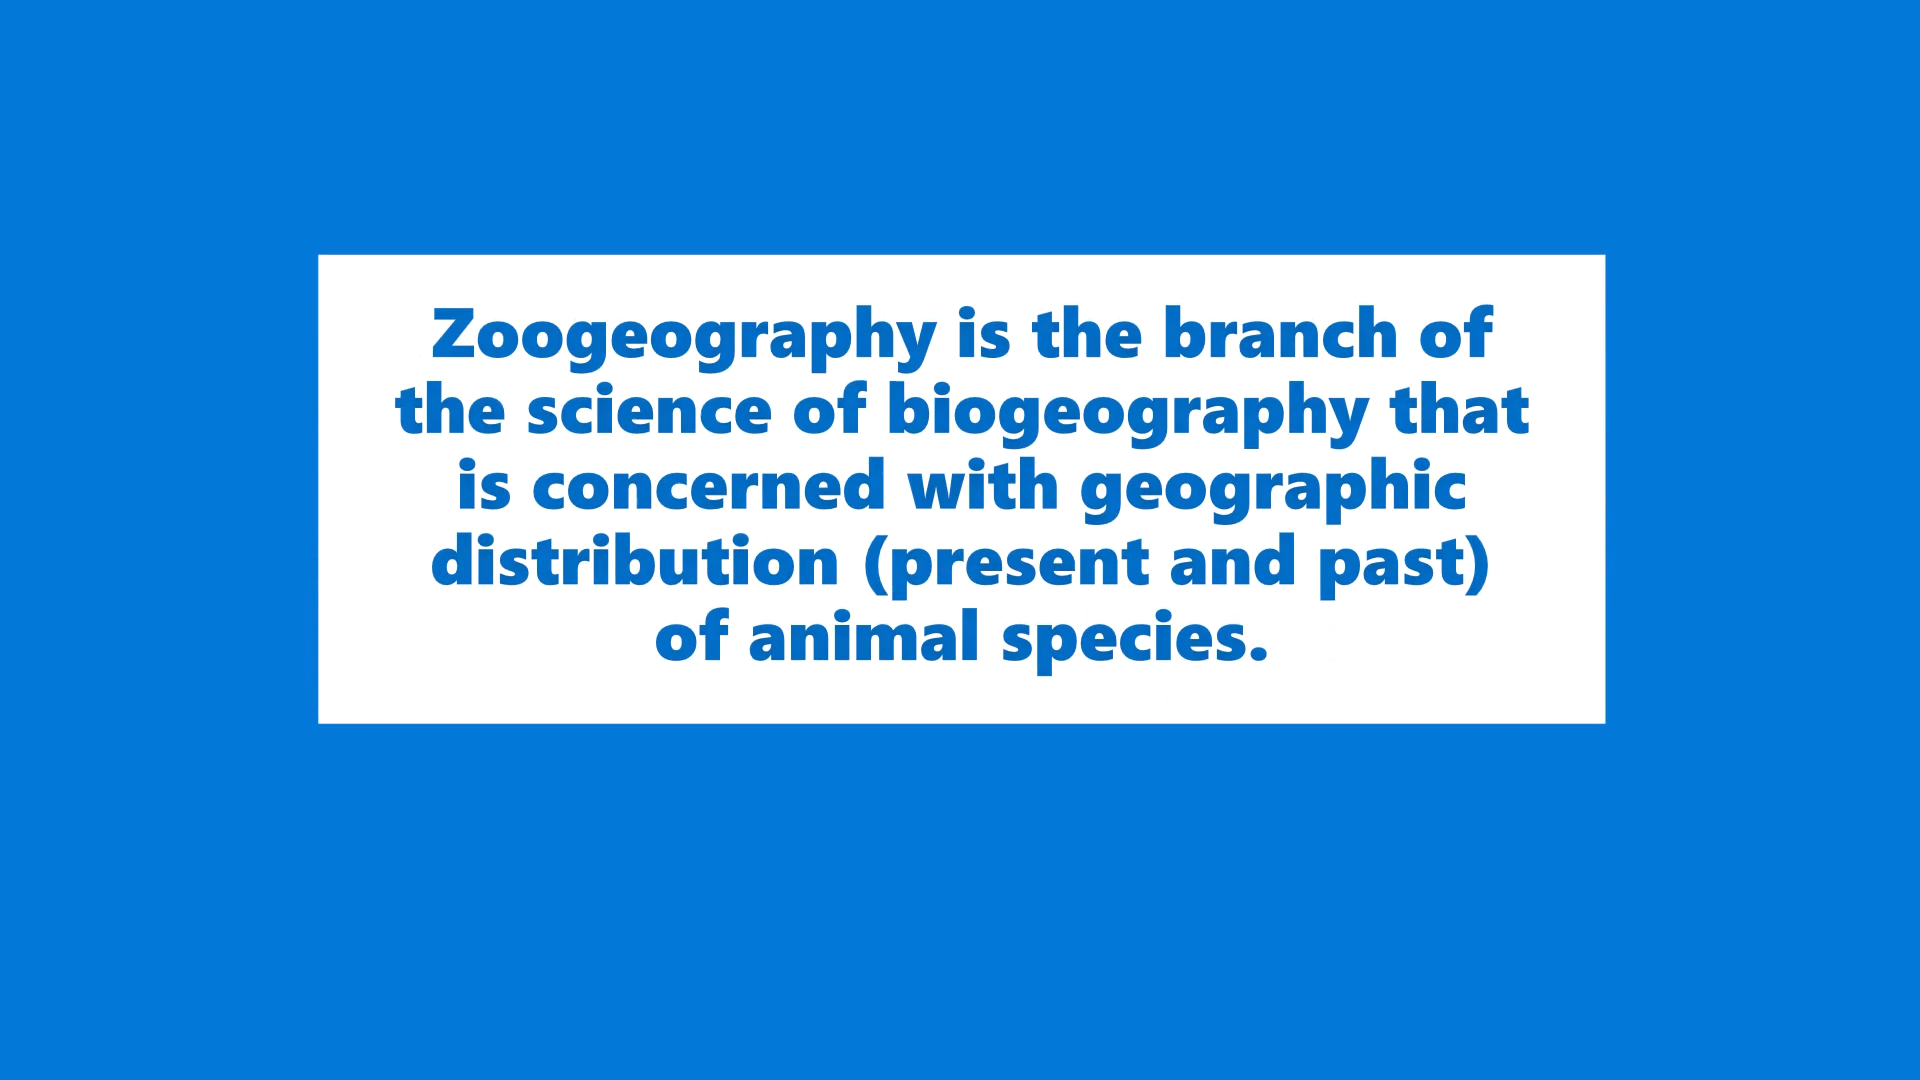 Zoogeography is the branch of
the science of biogeography that
is concerned with geographic
distribution (present and past)
of animal species.